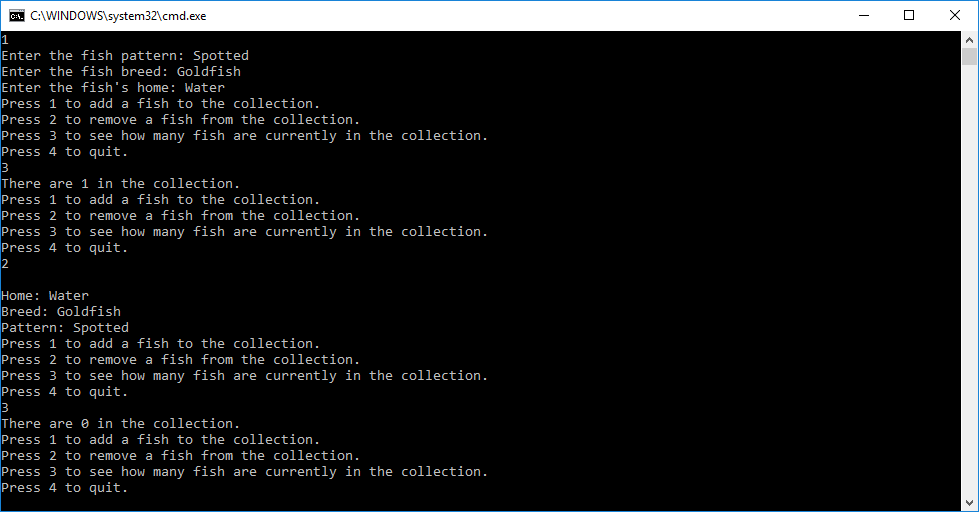 C:\WINDOWS\system32\cmd.exe
1
Enter the fish pattern: Spotted
Enter the fish breed: Goldfish
Enter the fish's home: Water
Press 1 to add a fish to the collection.
Press 2 to remove a fish from the collection.
Press 3 to see how many fish are currently in the collection.
Press 4 to quit.
3
There are 1 in the collection.
Press 1 to add a fish to the collection.
Press 2 to remove a fish from the collection.
Press 3 to see how many fish are currently in the collection.
Press 4 to quit.
2

Home: Water
Breed: Goldfish
Pattern: Spotted
Press 1 to add a fish to the collection.
Press 2 to remove a fish from the collection.
Press 3 to see how many fish are currently in the collection.
Press 4 to quit.
3
There are 0 in the collection.
Press 1 to add a fish to the collection.
Press 2 to remove a fish from the collection.
Press 3 to see how many fish are currently in the collection.
Press 4 to quit.